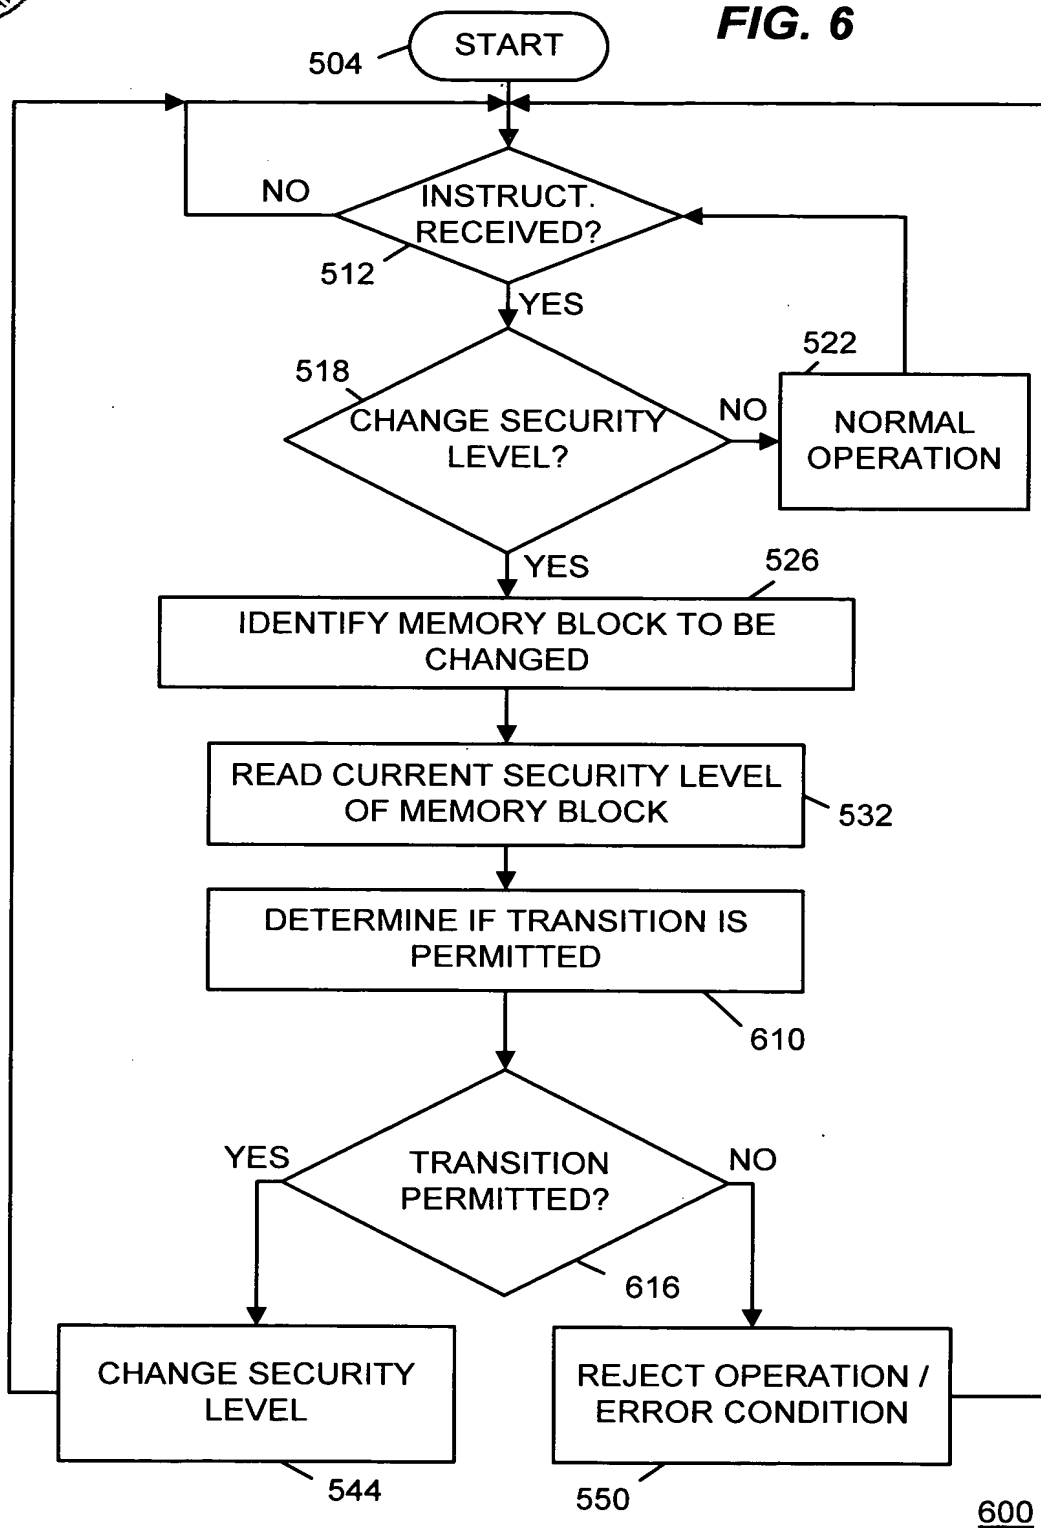 FIG. 6
START
504
NO
INSTRUCT.
RECEIVED?
512
YES
522
518
CHANGE SECURITY
LEVEL?
NO
NORMAL
OPERATION
YES
526
IDENTIFY MEMORY BLOCK TO BE
CHANGED
READ CURRENT SECURITY LEVEL
OF MEMORY BLOCK
532
DETERMINE IF TRANSITION IS
PERMITTED
610
YES
TRANSITION
PERMITTED?
NO
616
CHANGE SECURITY
LEVEL
REJECT OPERATION /
ERROR CONDITION
544
550
600